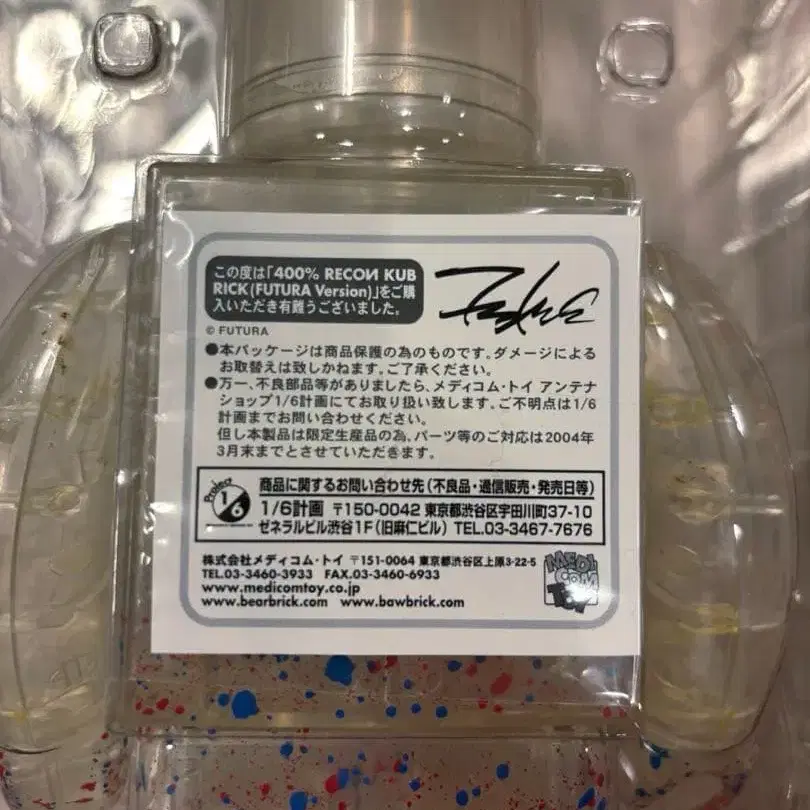 この度は「400% RECON KUB
RICK(FUTURA Version)」をご購
入いただき有難うございました。
© FUTURA
●本パッケージは商品保護の為のものです。ダメージによる
お取替えは致しかねます。ご了承ください。
●万一、不良部品等がありましたら、メディコム・トイ アンテナ
ショップ1/6計画にてお取り扱い致します。ご不明点は1/6
計画までお問い合わせください。
但し本製品は限定生産品の為、パーツ等のご対応は2004年
3月末までとさせていただきます。
Project 1/6
商品に関するお問い合わせ先(不良品・通信販売・発売日等)
1/6計画 〒150-0042 東京都渋谷区宇田川町37-10
ゼネラルビル渋谷1F(旧麻仁ビル) TEL.03-3467-7676
株式会社メディコム・トイ 〒151-0064 東京都渋谷区上原3-22-5
TEL.03-3460-3933 FAX.03-3460-6933
www.medicomtoy.co.jp
www.bearbrick.com www.bawbrick.com
MEDI
COM
TOY